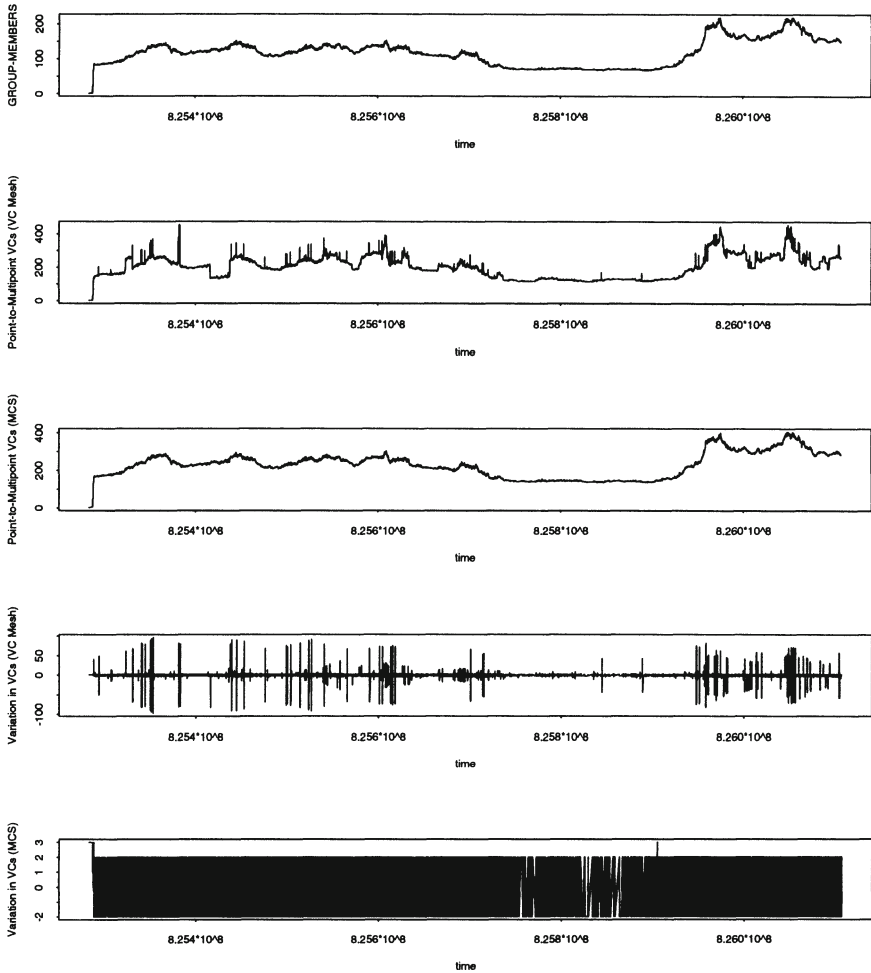 GROUP-MEMBERS
200
100
0
8.254*10^8 8.256*10^8 8.258*10^8 8.260*10^8
time
Point-to-Multipoint VCs (VC Mesh)
400
200
0
8.254*10^8 8.256*10^8 8.258*10^8 8.260*10^8
time
Point-to-Multipoint VCs (MCS)
400
200
0
8.254*10^8 8.256*10^8 8.258*10^8 8.260*10^8
time
Variation in VCs (VC Mesh)
50
0
-100
8.254*10^8 8.256*10^8 8.258*10^8 8.260*10^8
time
Variation in VCs (MCS)
3
2
1
0
-2
8.254*10^8 8.256*10^8 8.258*10^8 8.260*10^8
time